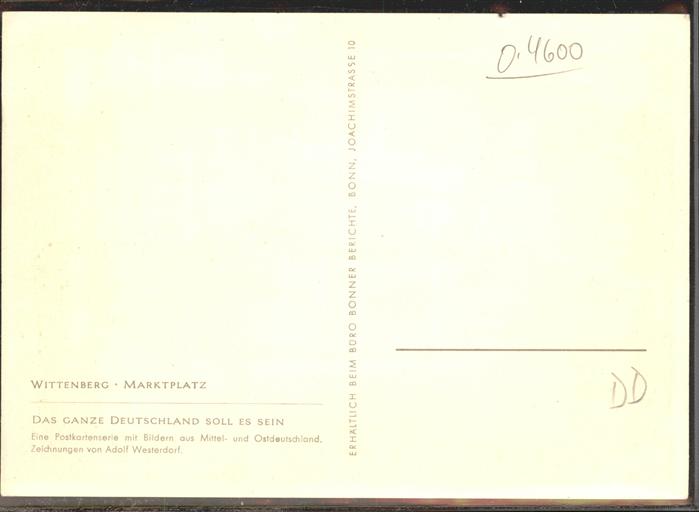 O.4600
ERHÄLTLICH BEIM BÜRO BONNER BERICHTE, BONN, JOACHIMSTRASSE 10
DD
WITTENBERG · MARKTPLATZ
DAS GANZE DEUTSCHLAND SOLL ES SEIN
Eine Postkartenserie mit Bildern aus Mittel- und Ostdeutschland.
Zeichnungen von Adolf Westerdorf.